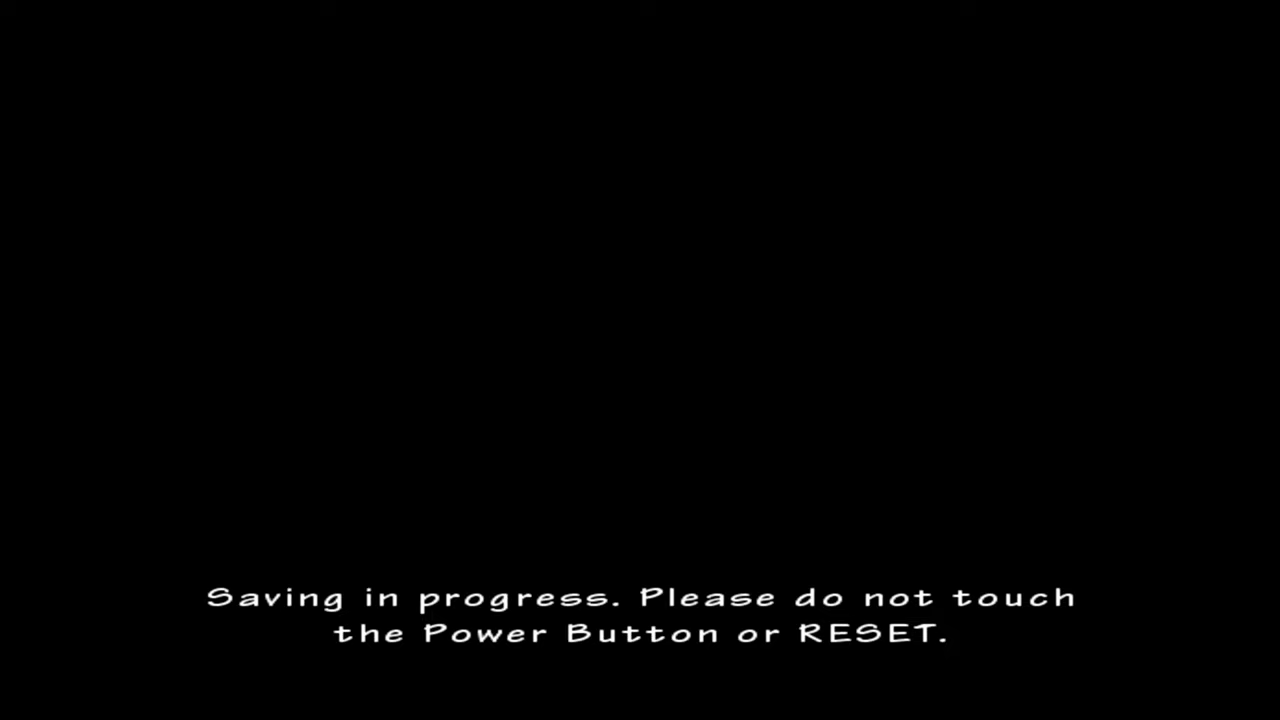 Saving in progress. Please do not touch
the Power Button or RESET.